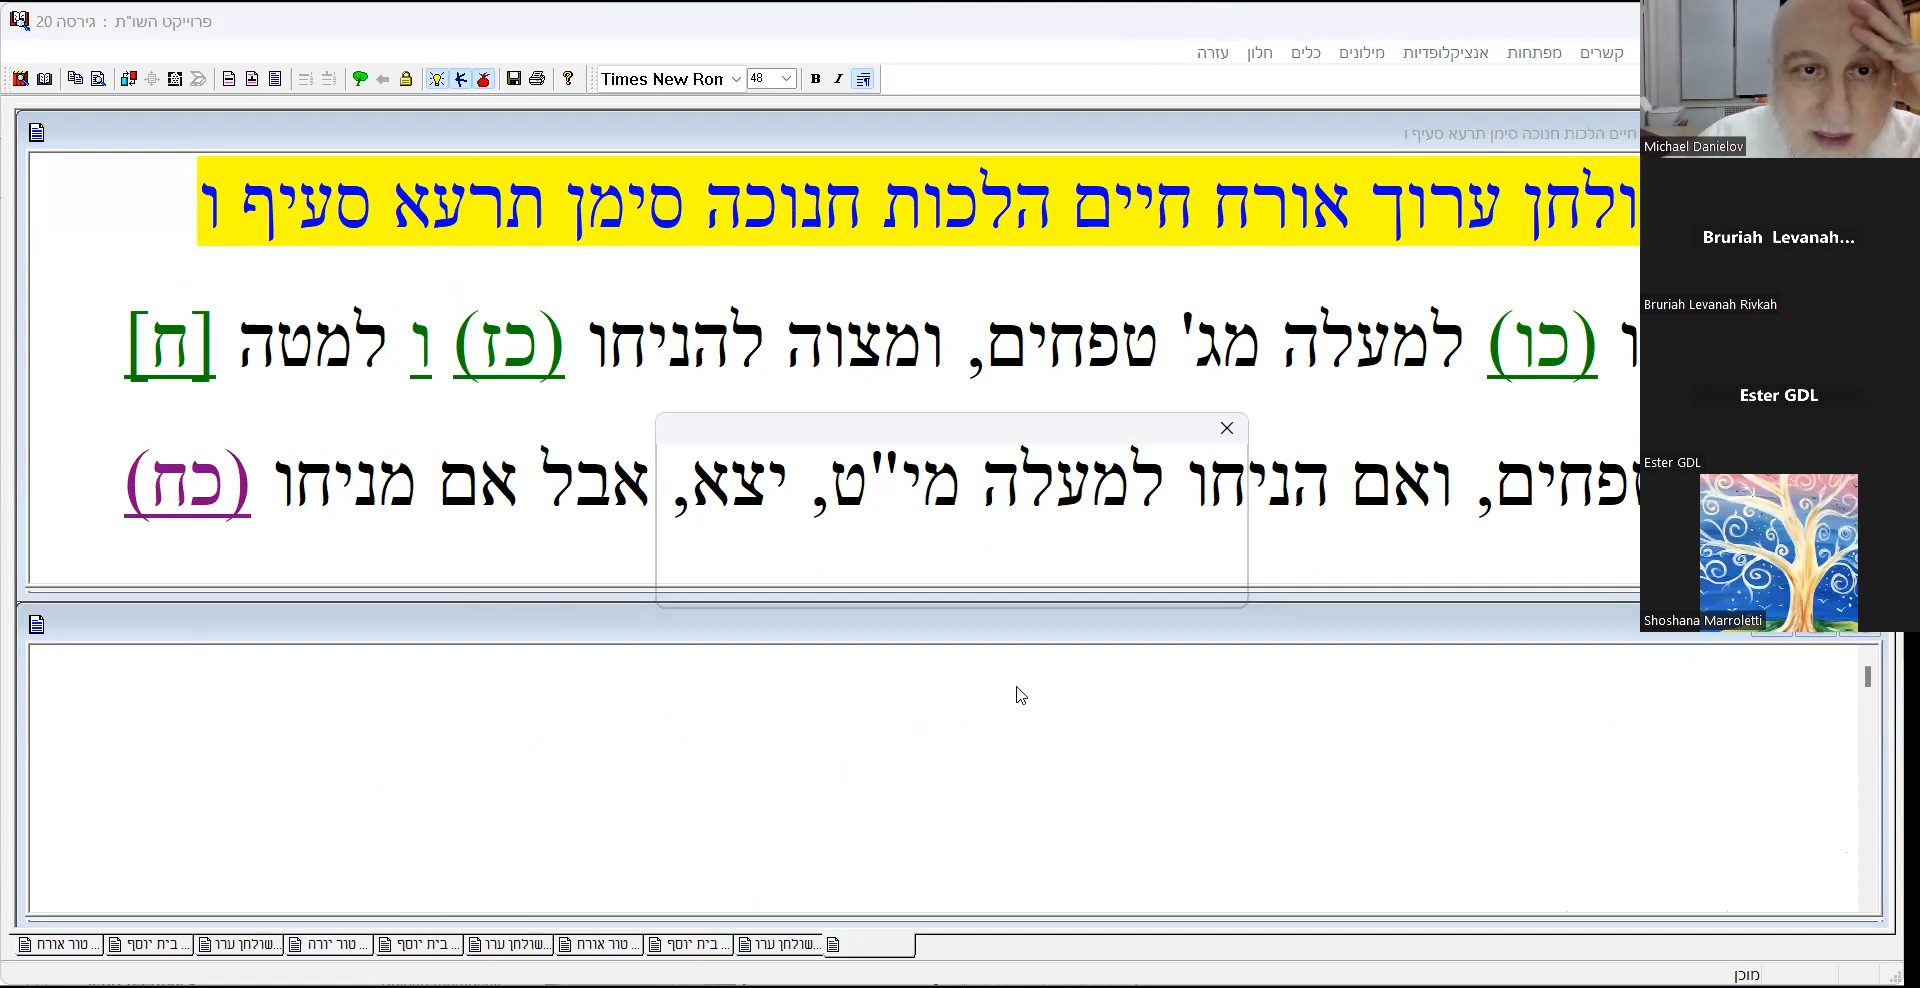 פרוייקט השו"ת : גירסה 20
קשרים מפתחות אנציקלופדיות מילונים כלים חלון עזרה
Times New Ror 48 B I
חיים הלכות חנוכה סימן תרעא סעיף ו
ולחן ערוך אורח חיים הלכות חנוכה סימן תרעא סעיף ו
ו (כו) למעלה מג' טפחים, ומצוה להניחו (כז) ו למטה [ח]
טפחים, ואם הניחו למעלה מי"ט, יצא, אבל אם מניחו (כח)
Michael Danielov
Bruriah Levanah...
Bruriah Levanah Rivkah
Ester GDL
Ester GDL
Shoshana Marroletti
טור אורח ...
בית יוסף ...
שולחן ערו...
טור יורה ...
בית יוסף ...
שולחן ערו...
טור אורח ...
בית יוסף ...
שולחן ערו...
מוכן